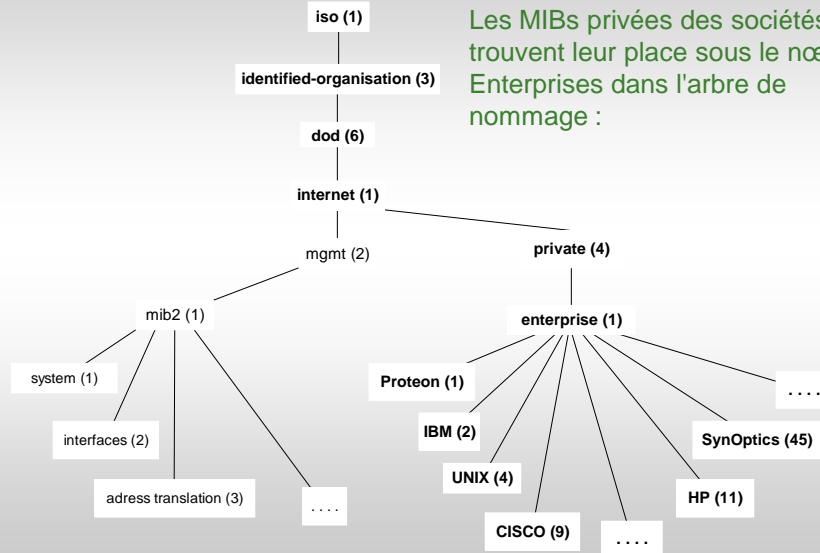 iso (1)
Les MIBs privées des sociétés
trouvent leur place sous le
Enterprises dans l'arbre de
nommage :
identified-organisation (3)
dod (6)
internet (1)
mgmt (2)
private (4)
mib2 (1)
enterprise (1)
system (1)
Proteon (1)
. . . .
interfaces (2)
IBM (2)
SynOptics (45)
UNIX (4)
adress translation (3)
. . . .
HP (11)
CISCO (9)
. . . .